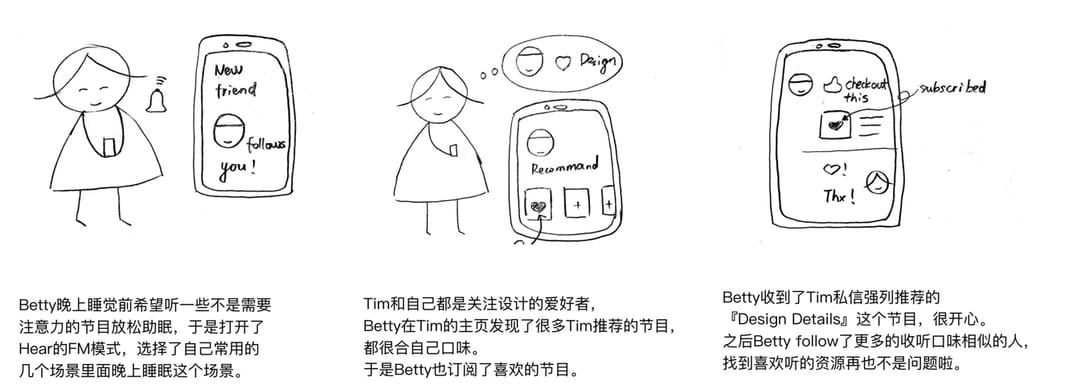 New
friend
follows
you!
Design
Recommand
+
+
checkout
this
subscribed
!
Thx!
Betty晚上睡觉前希望听一些不是需要
注意力的节目放松助眠，于是打开了
Hear的FM模式，选择了自己常用的
几个场景里面晚上睡眠这个场景。
Tim和自己都是关注设计的爱好者，
Betty在Tim的主页发现了很多Tim推荐的节目，
都很合自己口味。
于是Betty也订阅了喜欢的节目。
Betty收到了Tim私信强烈推荐的
『Design Details』这个节目，很开心。
之后Betty follow了更多的收听口味相似的人，
找到喜欢听的资源再也不是问题啦。